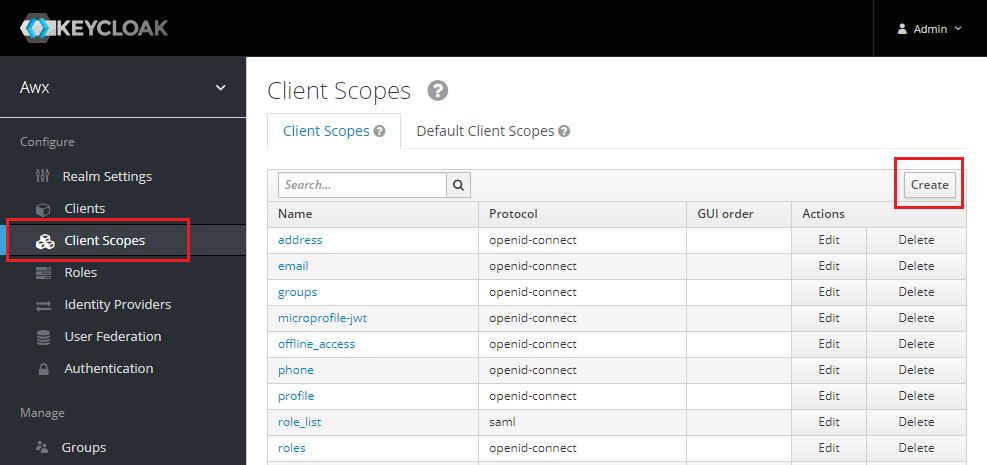 KEYCLOAK
Admin
Awx
Configure
Realm Settings
Clients
Client Scopes
Roles
Identity Providers
User Federation
Authentication
Manage
Groups
Client Scopes ?
Client Scopes ? Default Client Scopes ?
Search...
Create
Name Protocol GUI order Actions
address openid-connect Edit Delete
email openid-connect Edit Delete
groups openid-connect Edit Delete
microprofile-jwt openid-connect Edit Delete
offline_access openid-connect Edit Delete
phone openid-connect Edit Delete
profile openid-connect Edit Delete
role_list saml Edit Delete
roles openid-connect Edit Delete